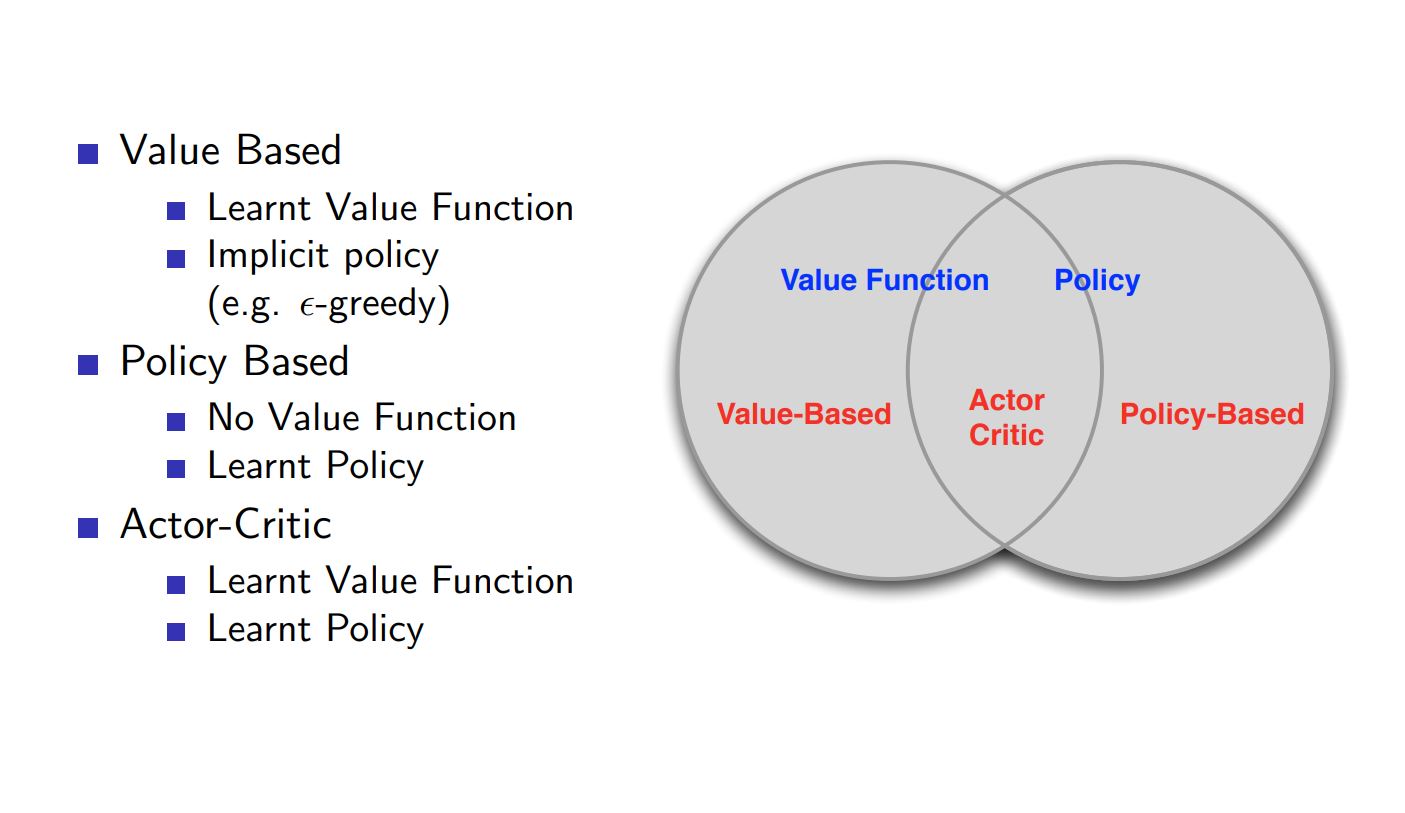 Value Based
Learnt Value Function
Implicit policy
(e.g. ϵ-greedy)
Policy Based
No Value Function
Learnt Policy
Actor-Critic
Learnt Value Function
Learnt Policy
Value Function
Policy
Value-Based
Actor
Critic
Policy-Based